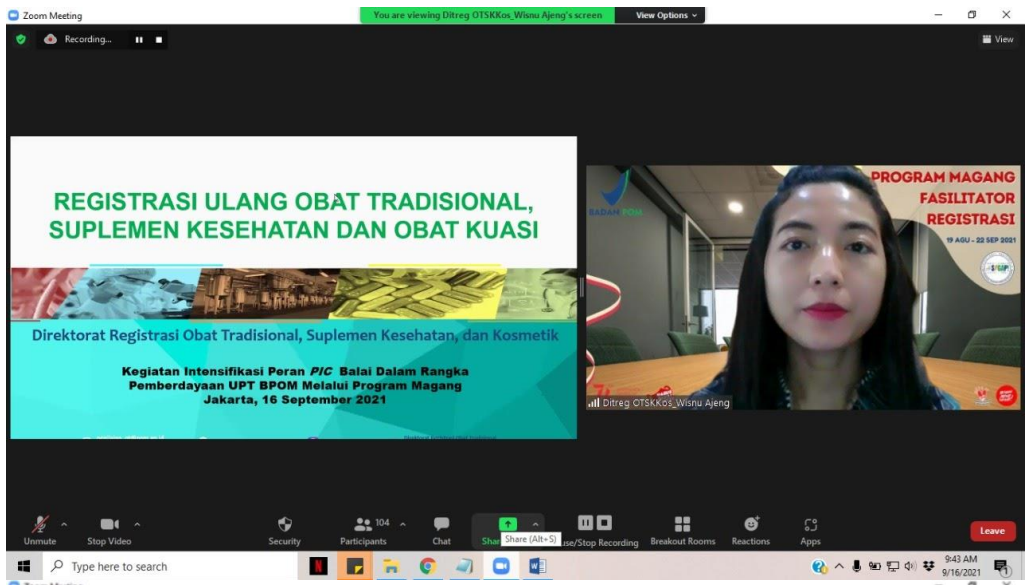 Zoom Meeting
You are viewing Ditreg OTSKKos_Wisnu Ajeng's screen
View Options
Recording...
View
REGISTRASI ULANG OBAT TRADISIONAL,
SUPLEMEN KESEHATAN DAN OBAT KUASI
Direktorat Registrasi Obat Tradisional, Suplemen Kesehatan, dan Kosmetik
Kegiatan Intensifikasi Peran PIC Balai Dalam Rangka
Pemberdayaan UPT BPOM Melalui Program Magang
Jakarta, 16 September 2021
BADAN POM
PROGRAM MAGANG
FASILITATOR
REGISTRASI
19 AGU - 22 SEP 2021
Ditreg OTSKKos_Wisnu Ajeng
Unmute
Stop Video
Security
104
Participants
Chat
Shar
Share (Alt+S)
use/Stop Recording
Breakout Rooms
Reactions
Apps
Leave
Type here to search
9:43 AM
9/16/2021
Zoom Meeting